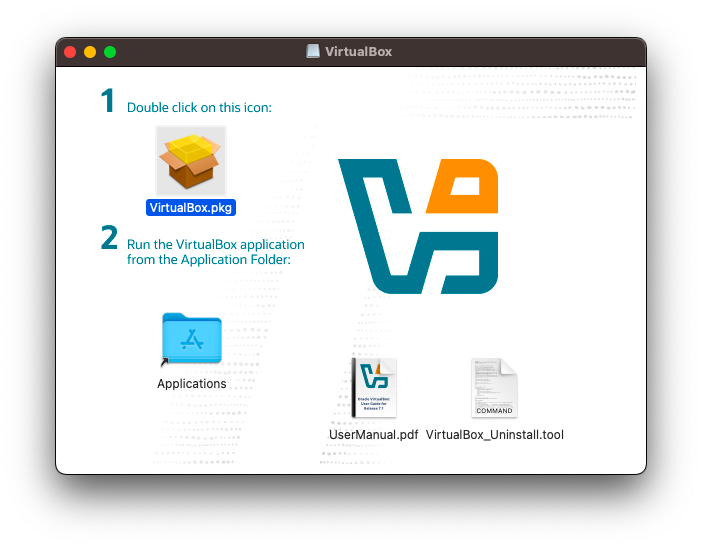 VirtualBox
1 Double click on this icon:
VirtualBox.pkg
2 Run the VirtualBox application
from the Application Folder:
Applications
Oracle VirtualBox:
User Guide for
Release 7.1
COMMAND
UserManual.pdf
VirtualBox_Uninstall.tool